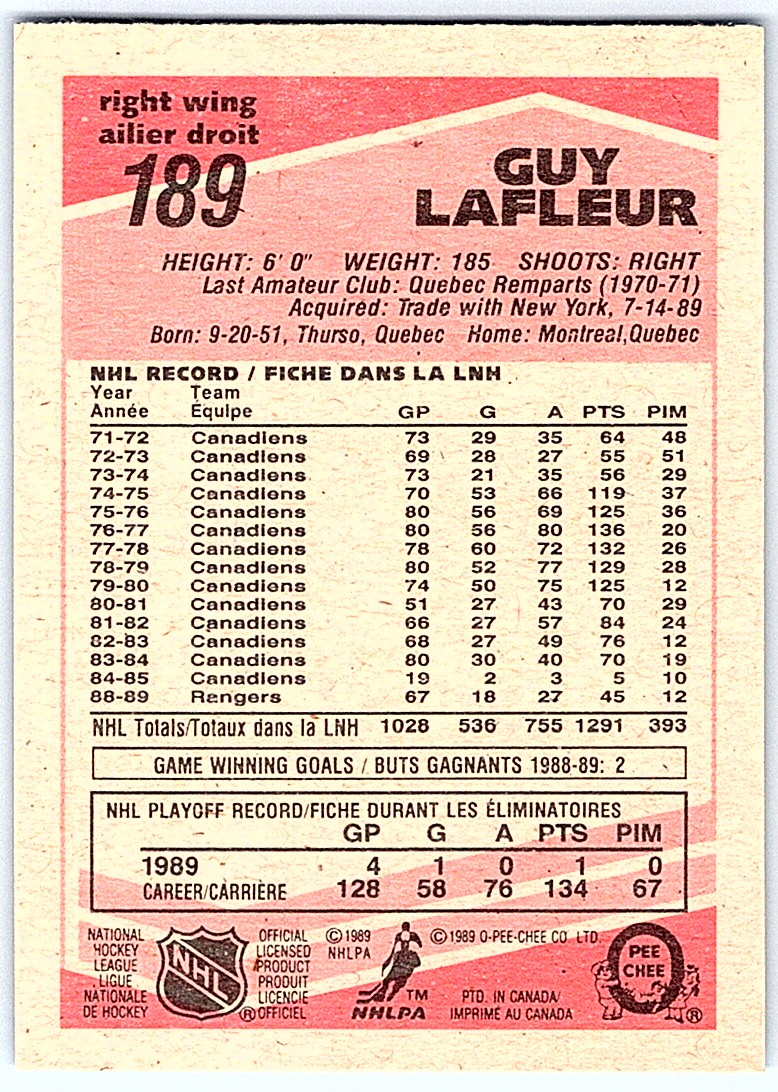 right wing
ailier droit
189
GUY
LAFLEUR
HEIGHT: 6' 0" WEIGHT: 185 SHOOTS: RIGHT
Last Amateur Club: Quebec Remparts (1970-71)
Acquired: Trade with New York, 7-14-89
Born: 9-20-51, Thurso, Quebec Home: Montreal, Quebec
NHL RECORD / FICHE DANS LA LNH
Year Team
Année Équipe GP G A PTS PIM
71-72 Canadiens 73 29 35 64 48
72-73 Canadiens 69 28 27 55 51
73-74 Canadiens 73 21 35 56 29
74-75 Canadiens 70 53 66 119 37
75-76 Canadiens 80 56 69 125 36
76-77 Canadiens 80 56 80 136 20
77-78 Canadiens 78 60 72 132 26
78-79 Canadiens 80 52 77 129 28
79-80 Canadiens 74 50 75 125 12
80-81 Canadiens 51 27 43 70 29
81-82 Canadiens 66 27 57 84 24
82-83 Canadiens 68 27 49 76 12
83-84 Canadiens 80 30 40 70 19
84-85 Canadiens 19 2 3 5 10
88-89 Rangers 67 18 27 45 12
NHL Totals/Totaux dans la LNH 1028 536 755 1291 393
GAME WINNING GOALS / BUTS GAGNANTS 1988-89: 2
NHL PLAYOFF RECORD/FICHE DURANT LES ÉLIMINATOIRES
GP G A PTS PIM
1989 4 1 0 1 0
CAREER/CARRIÈRE 128 58 76 134 67
NATIONAL
HOCKEY
LEAGUE
LIGUE
NATIONALE
DE HOCKEY
NHL
®
OFFICIAL
LICENSED
PRODUCT
PRODUIT
LICENCIE
OFFICIEL
©1989
NHLPA
TM
NHLPA
©1989 O-PEE-CHEE CO LTD.
PTD. IN CANADA/
IMPRIMÉ AU CANADA
O
PEE
CHEE
®